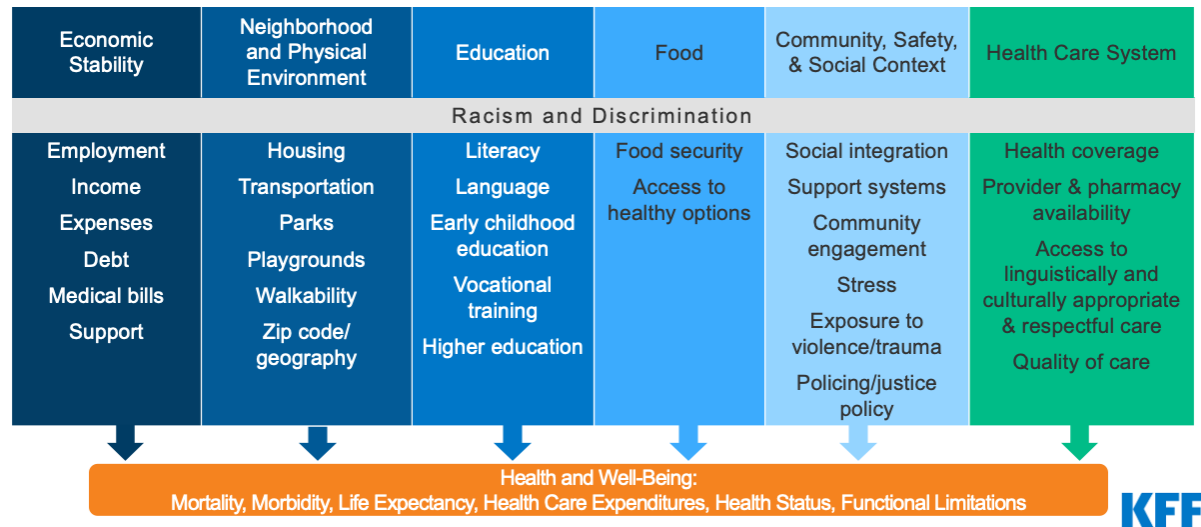 Economic
Stability
Neighborhood
and Physical
Environment
Education
Food
Community, Safety,
& Social Context
Health Care System
Racism and Discrimination
Employment
Income
Expenses
Debt
Medical bills
Support
Housing
Transportation
Parks
Playgrounds
Walkability
Zip code/
geography
Literacy
Language
Early childhood
education
Vocational
training
Higher education
Food security
Access to
healthy options
Social integration
Support systems
Community
engagement
Stress
Exposure to
violence/trauma
Policing/justice
policy
Health coverage
Provider & pharmacy
availability
Access to
linguistically and
culturally appropriate
& respectful care
Quality of care
Health and Well-Being:
Mortality, Morbidity, Life Expectancy, Health Care Expenditures, Health Status, Functional Limitations
KFF